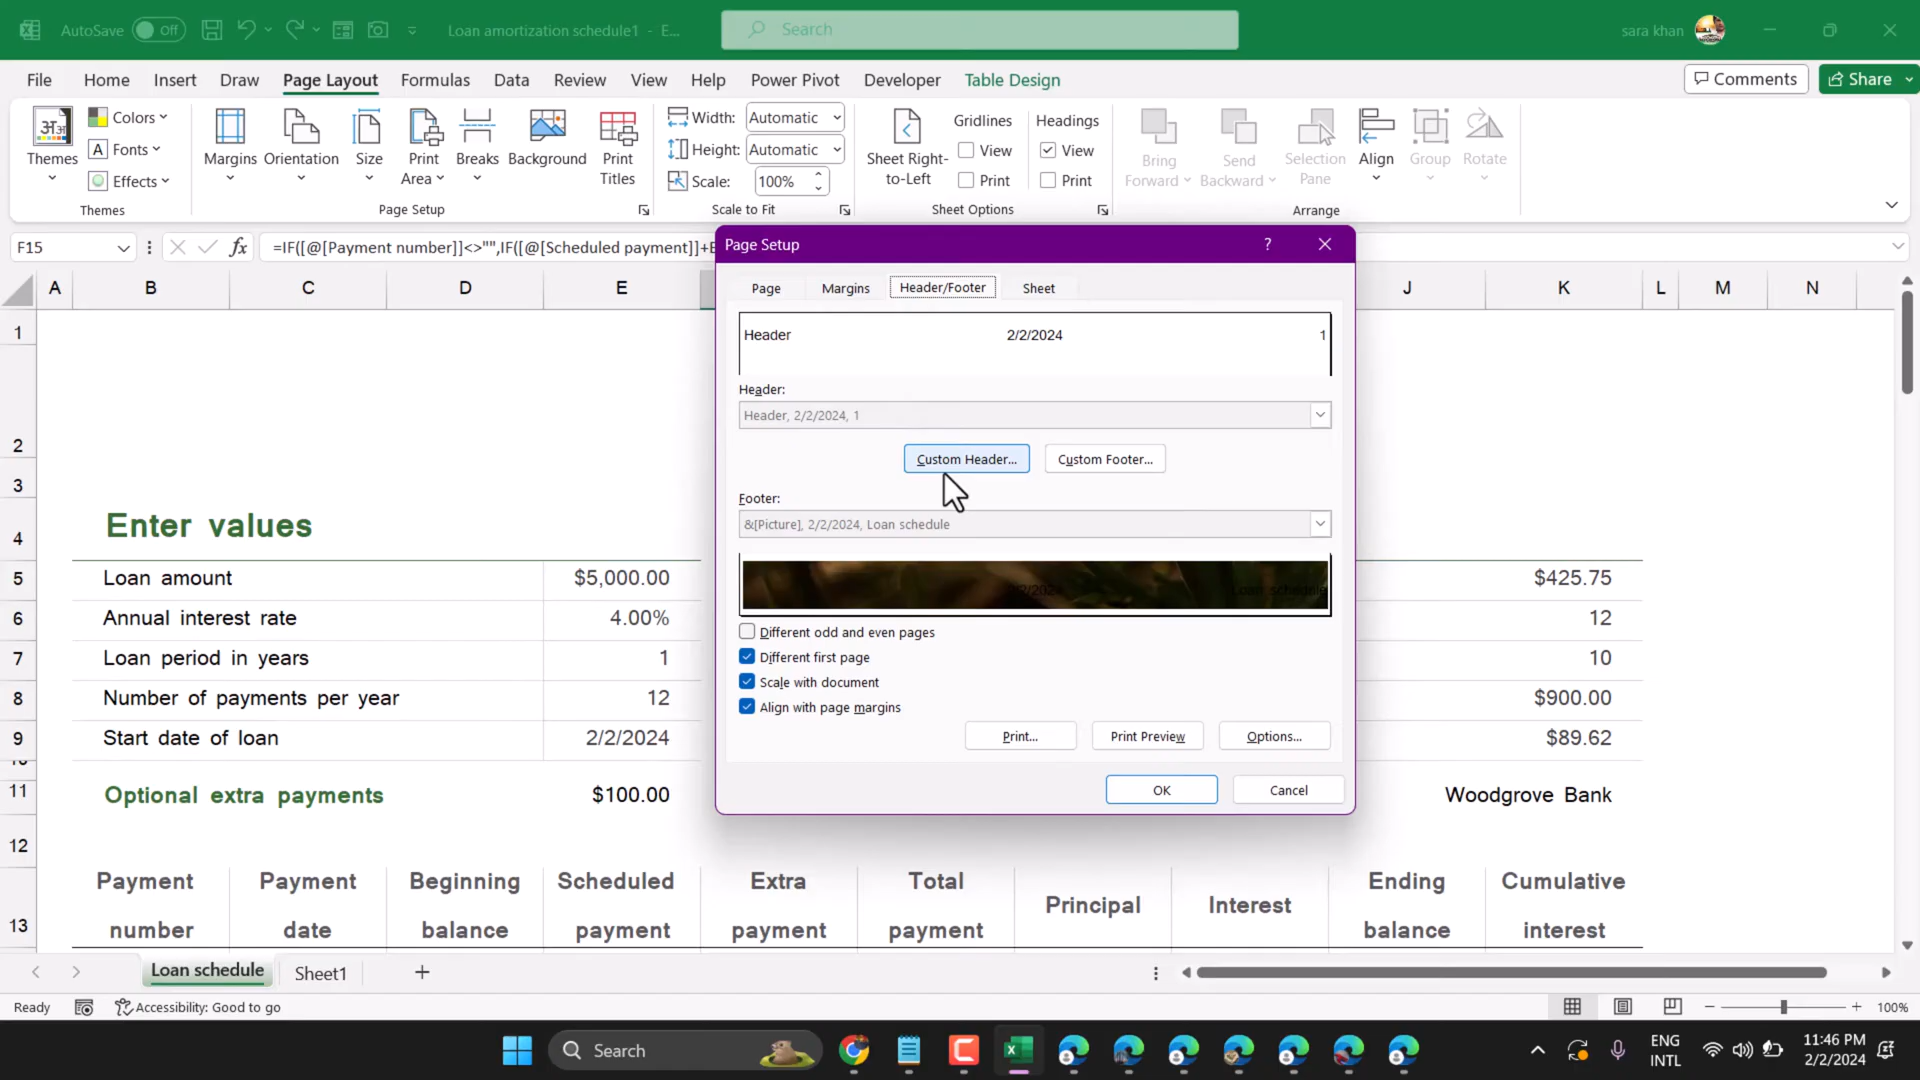 AutoSave Off Loan amortization schedule1 - E... Search sara khan
File Home Insert Draw Page Layout Formulas Data Review View Help Power Pivot Developer Table Design Comments Share
Themes Colors Fonts Effects
Themes
Margins Orientation Size Print Area Breaks Background Print Titles
Page Setup
Width: Automatic
Height: Automatic
Scale: 100%
Scale to Fit
Sheet Right-to-Left
Gridlines Headings
View View
Print Print
Sheet Options
Bring Forward Send Backward Selection Pane Align Group Rotate
Arrange
F15 fx =IF([@[Payment number]]<>"",IF([@[Scheduled payment]]+E
A B C D E J K L M N
Page Setup ?
Page Margins Header/Footer Sheet
Header 2/2/2024 1
Header:
Header, 2/2/2024, 1
Custom Header... Custom Footer...
Footer:
&[Picture], 2/2/2024, Loan schedule
2/2/2024 Loan schedule
Different odd and even pages
Different first page
Scale with document
Align with page margins
Print... Print Preview Options...
OK Cancel
1
2
3
4 Enter values
5 Loan amount $5,000.00 $425.75
6 Annual interest rate 4.00% 12
7 Loan period in years 1 10
8 Number of payments per year 12 $900.00
9 Start date of loan 2/2/2024 $89.62
11 Optional extra payments $100.00 Woodgrove Bank
12
13 Payment number Payment date Beginning balance Scheduled payment Extra payment Total payment Principal Interest Ending balance Cumulative interest
Loan schedule Sheet1 +
Ready Accessibility: Good to go 100%
Search ENG INTL 11:46 PM 2/2/2024